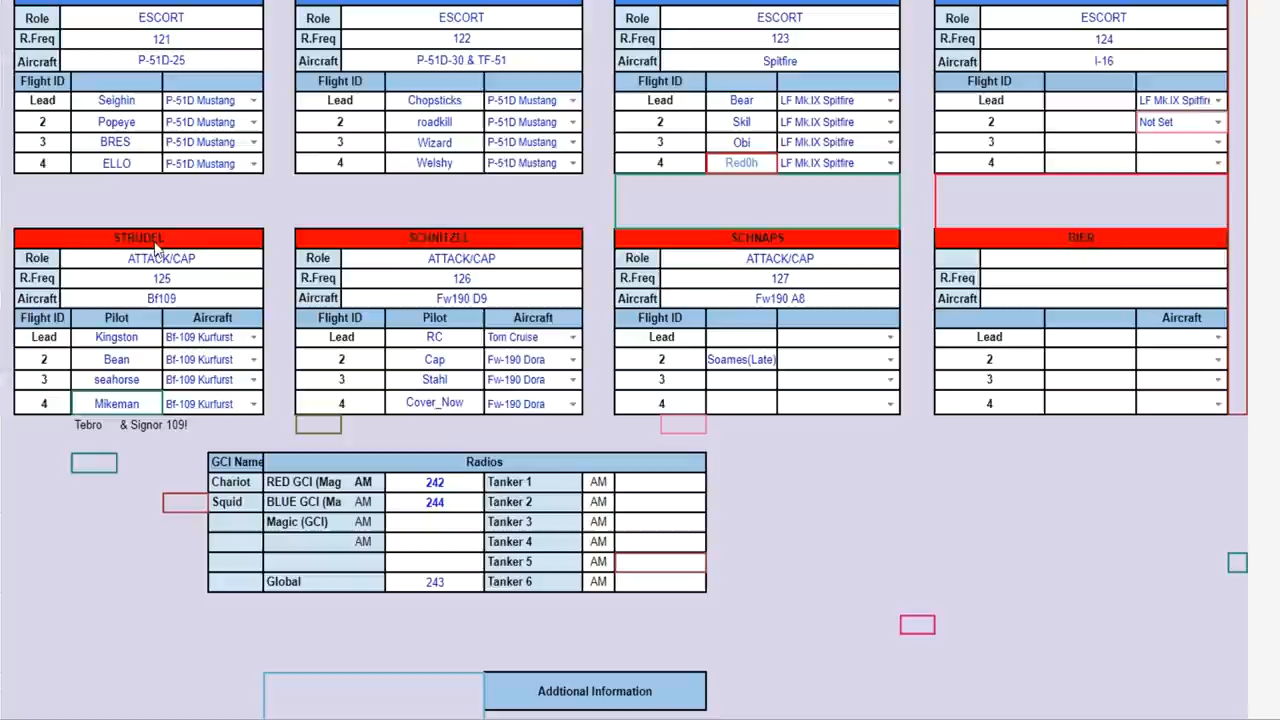 Role ESCORT Role ESCORT Role ESCORT Role ESCORT
R.Freq 121 R.Freq 122 R.Freq 123 R.Freq 124
Aircraft P-51D-25 Aircraft P-51D-30 & TF-51 Aircraft Spitfire Aircraft I-16
Flight ID Flight ID Flight ID Flight ID
Lead Seighin P-51D Mustang Lead Chopsticks P-51D Mustang Lead Bear LF Mk.IX Spitfire Lead LF Mk.IX Spitfire
2 Popeye P-51D Mustang 2 roadkill P-51D Mustang 2 Skil LF Mk.IX Spitfire 2 Not Set
3 BRES P-51D Mustang 3 Wizard P-51D Mustang 3 Obi LF Mk.IX Spitfire 3
4 ELLO P-51D Mustang 4 Welshy P-51D Mustang 4 Red0h LF Mk.IX Spitfire 4
STRUDEL SCHNITZEL SCHNAPS BIER
Role ATTACK/CAP Role ATTACK/CAP Role ATTACK/CAP
R.Freq 125 R.Freq 126 R.Freq 127 R.Freq
Aircraft Bf109 Aircraft Fw190 D9 Aircraft Fw190 A8 Aircraft
Flight ID Pilot Aircraft Flight ID Pilot Aircraft Flight ID Flight ID Aircraft
Lead Kingston Bf-109 Kurfurst Lead RC Tom Cruise Lead Lead
2 Bean Bf-109 Kurfurst 2 Cap Fw-190 Dora 2 Soames(Late) 2
3 seahorse Bf-109 Kurfurst 3 Stahl Fw-190 Dora 3 3
4 Mikeman Bf-109 Kurfurst 4 Cover_Now Fw-190 Dora 4 4
Tebro & Signor 109!
GCI Name Radios
Chariot RED GCI (Mag AM 242 Tanker 1 AM
Squid BLUE GCI (Ma AM 244 Tanker 2 AM
Magic (GCI) AM Tanker 3 AM
AM Tanker 4 AM
Tanker 5 AM
Global 243 Tanker 6 AM
Addtional Information